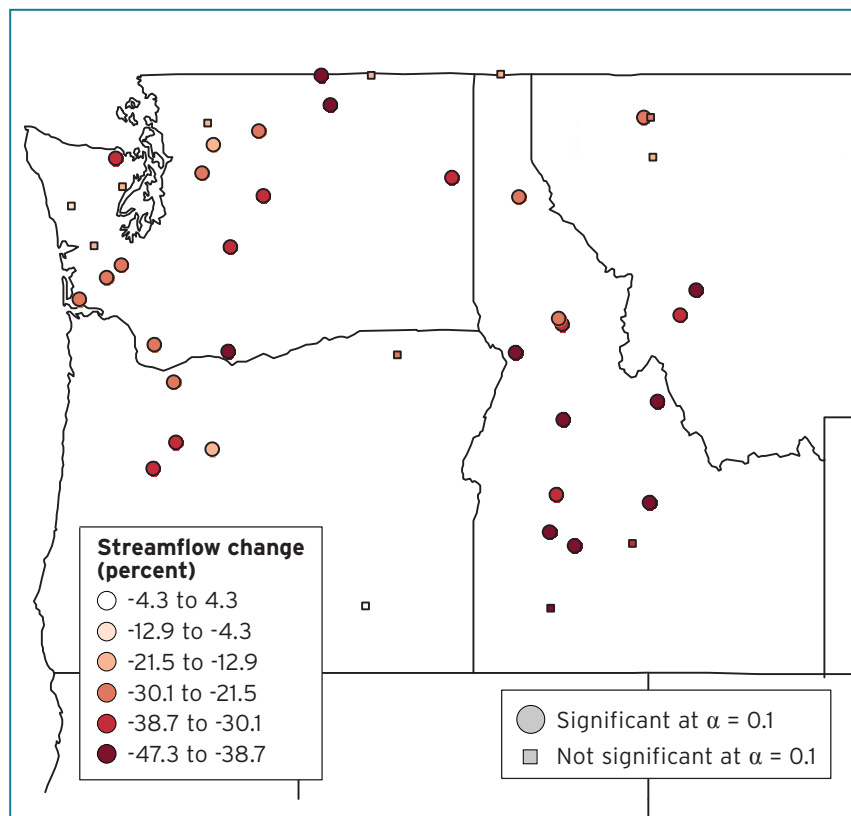 Streamflow change
(percent)
-4.3 to 4.3
-12.9 to -4.3
-21.5 to -12.9
-30.1 to -21.5
-38.7 to -30.1
-47.3 to -38.7
Significant at α = 0.1
Not significant at α = 0.1